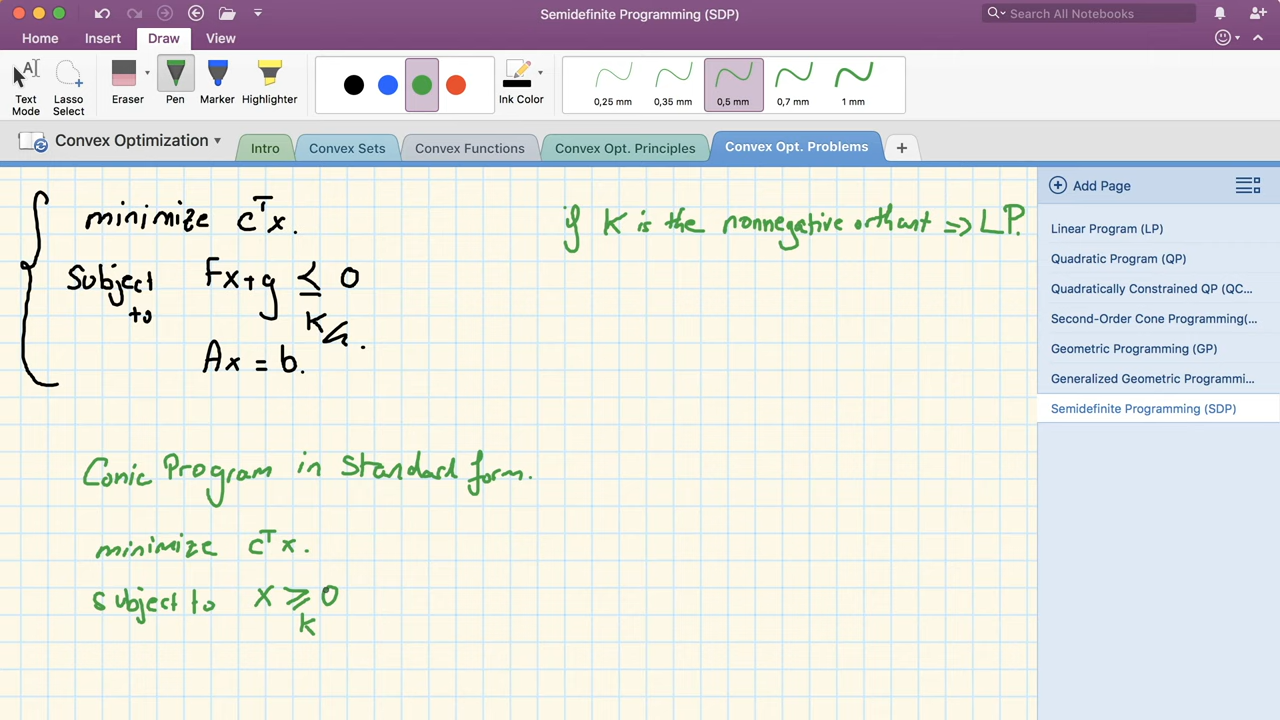 Semidefinite Programming (SDP)
Search All Notebooks
Home Insert Draw View
Text Mode
Lasso Select
Eraser
Pen
Marker
Highlighter
Ink Color
0,25 mm
0,35 mm
0,5 mm
0,7 mm
1 mm
Convex Optimization
Intro
Convex Sets
Convex Functions
Convex Opt. Principles
Convex Opt. Problems
Add Page
Linear Program (LP)
Quadratic Program (QP)
Quadratically Constrained QP (QC...
Second-Order Cone Programming(...
Geometric Programming (GP)
Generalized Geometric Programmi...
Semidefinite Programming (SDP)
minimize cᵀx.
Subject to Fx+g ⪯ 0
K
Ax = b.
if K is the nonnegative orthant => LP.
Conic Program in Standard form.
minimize cᵀx.
subject to x ⩾ 0
K